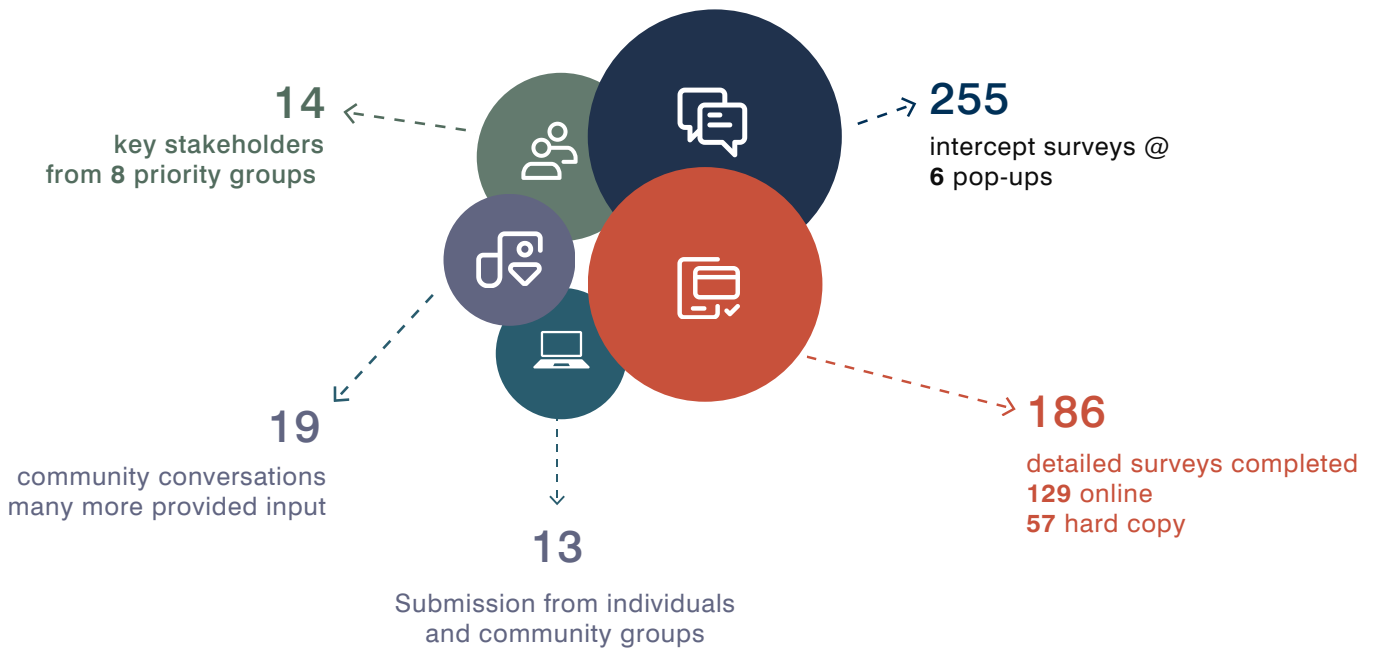 14
key stakeholders
from 8 priority groups
255
intercept surveys @
6 pop-ups
19
community conversations
many more provided input
186
detailed surveys completed
129 online
57 hard copy
13
Submission from individuals
and community groups